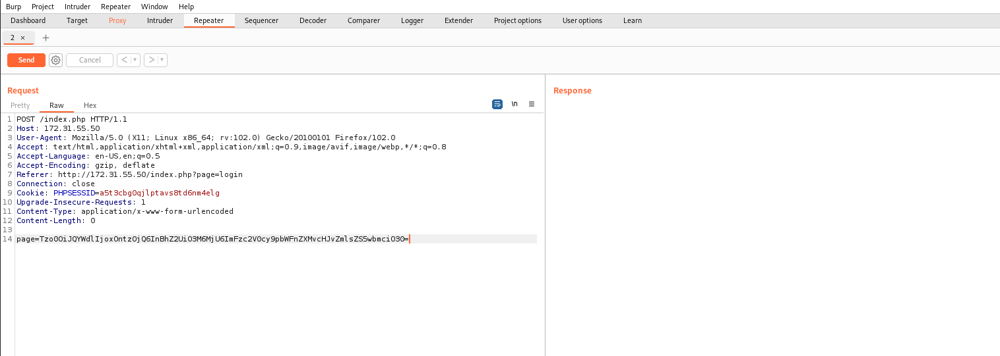 Burp Project Intruder Repeater Window Help
Dashboard Target Proxy Intruder Repeater Sequencer Decoder Comparer Logger Extender Project options User options Learn
2 × +
Send Cancel < ▾ > ▾
Request
Response
Pretty Raw Hex \n ≡
1 POST /index.php HTTP/1.1
2 Host: 172.31.55.50
3 User-Agent: Mozilla/5.0 (X11; Linux x86_64; rv:102.0) Gecko/20100101 Firefox/102.0
4 Accept: text/html,application/xhtml+xml,application/xml;q=0.9,image/avif,image/webp,*/*;q=0.8
5 Accept-Language: en-US,en;q=0.5
6 Accept-Encoding: gzip, deflate
7 Referer: http://172.31.55.50/index.php?page=login
8 Connection: close
9 Cookie: PHPSESSID=a5t3cbg0qjlptavs8td6nm4elg
10 Upgrade-Insecure-Requests: 1
11 Content-Type: application/x-www-form-urlencoded
12 Content-Length: 0
13
14 page=Tzo0OiJQYWdlIjoxOntzOjQ6InBhZ2UiO3M6MjU6ImFzc2V0cy9pbWFnZXMvcHJvZmlsZS5wbmciO30=